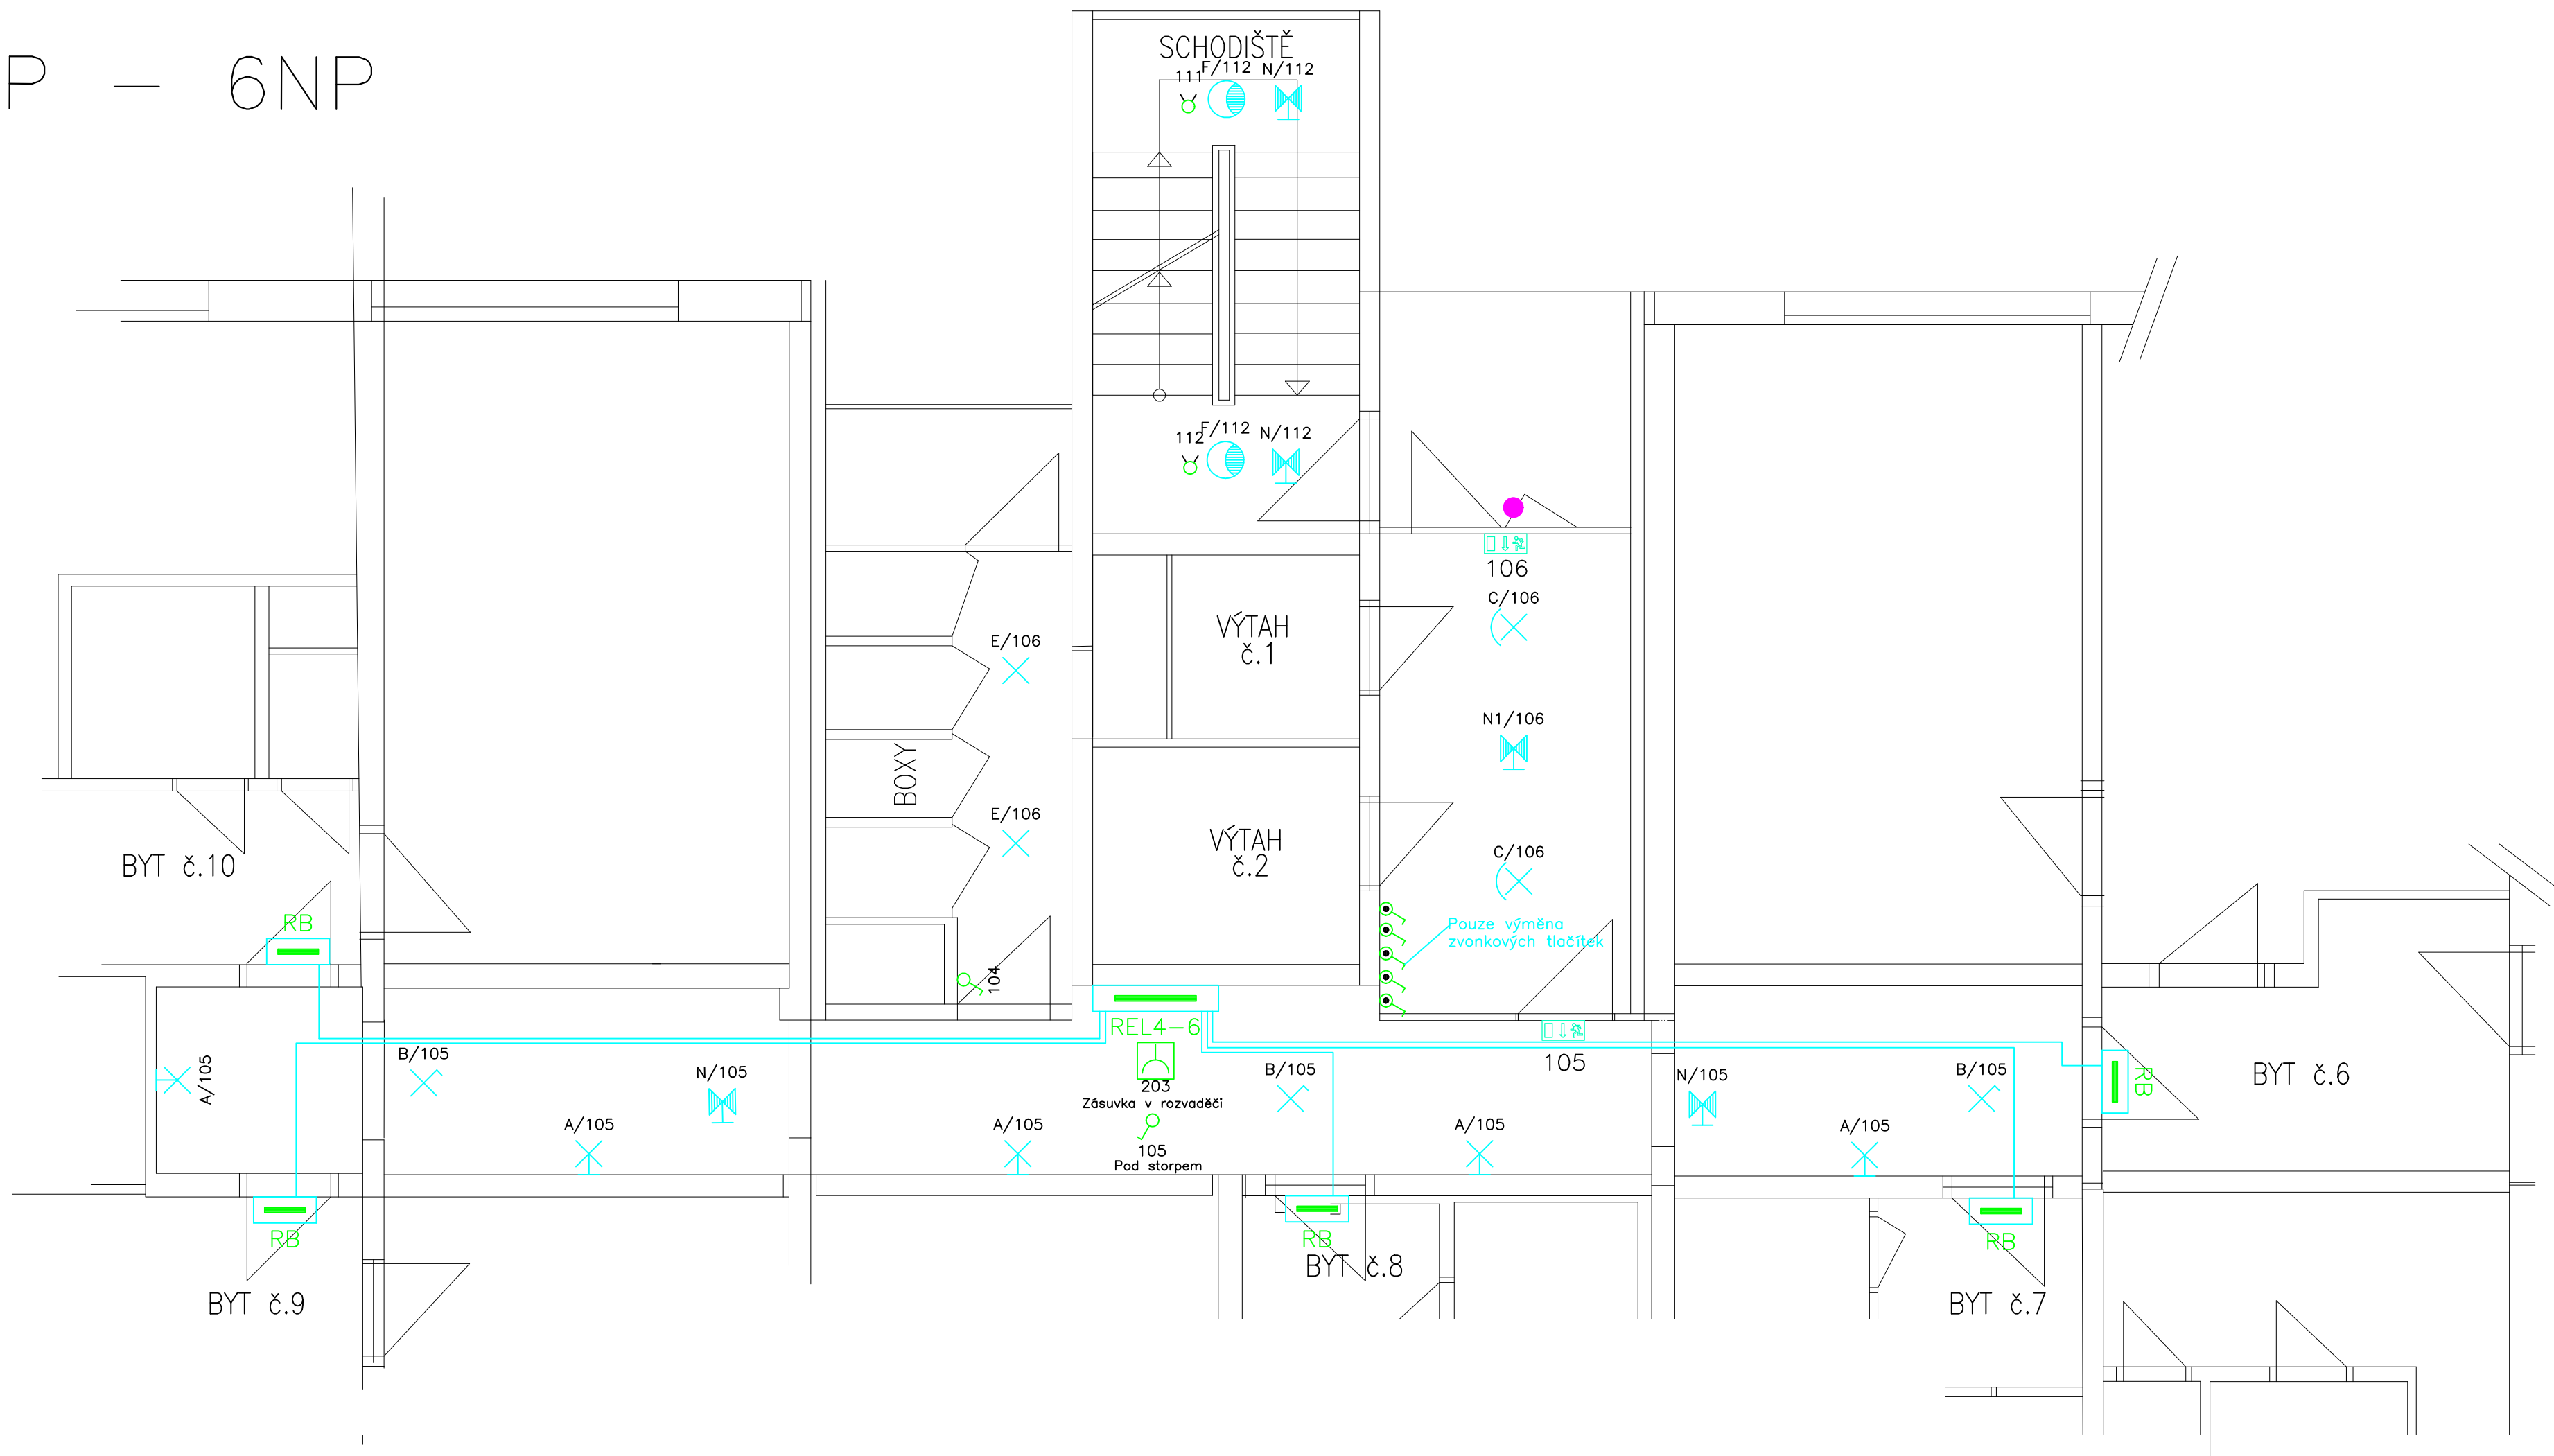 P - 6NP
SCHODIŠTĚ
111
F/112
N/112
112
F/112
N/112
106
C/106
VÝTAH
č.1
E/106
N1/106
BOXY
E/106
VÝTAH
č.2
C/106
BYT č.10
RB
Pouze výměna
zvonkových tlačítek
104
REL4-6
105
A/105
B/105
N/105
A/105
203
Zásuvka v rozvaděči
A/105
105
Pod storpem
B/105
A/105
N/105
B/105
A/105
RB
BYT č.6
RB
BYT č.9
RB
BYT č.8
RB
BYT č.7